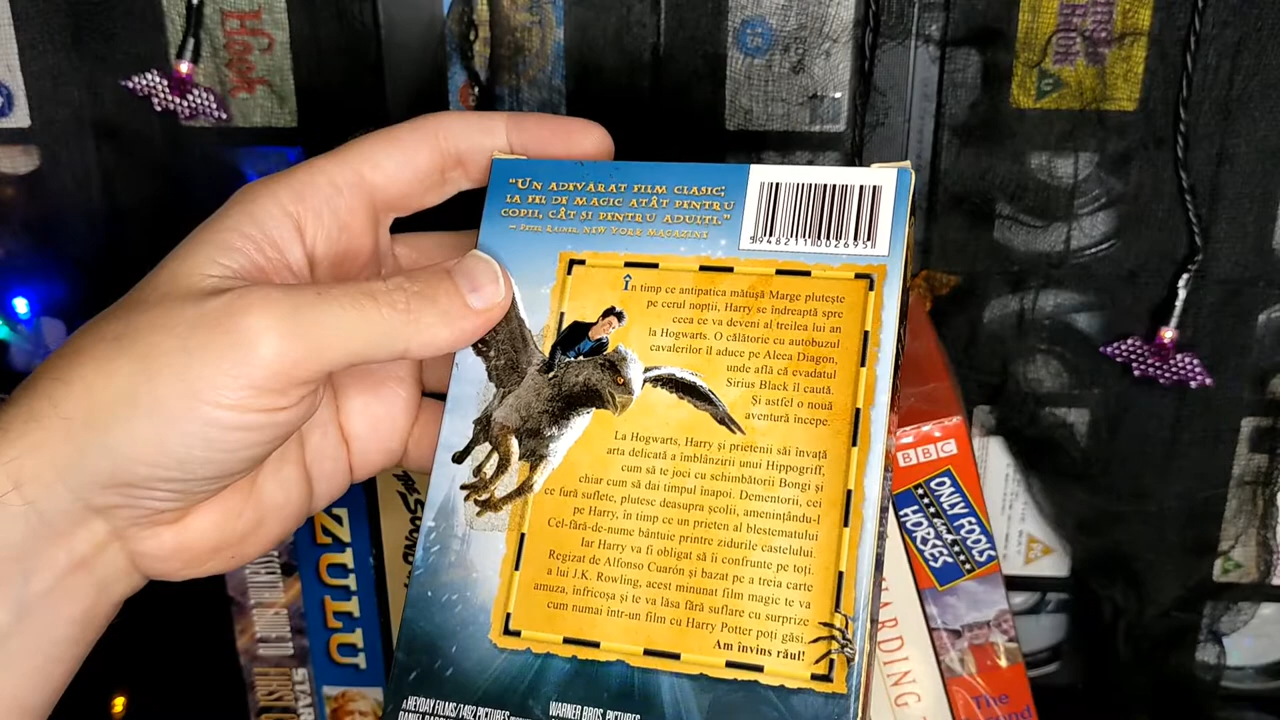 Hook
"UN ADEVĂRAT FILM CLASIC,
LA FEL DE MAGIC ATÂT PENTRU
COPII, CÂT SI PENTRU ADULTI."
– PETER RAINER, NEW YORK MAGAZINE
5948211002695
În timp ce antipatica mătușă Marge plutește
pe cerul nopții, Harry se îndreaptă spre
ceea ce va deveni al treilea lui an
la Hogwarts. O călătorie cu autobuzul
cavalerilor îl aduce pe Aleea Diagon,
unde află că evadatul
Sirius Black îl caută.
Și astfel o nouă
aventură începe.
La Hogwarts, Harry și prietenii săi învață
arta delicată a îmblânzirii unui Hippogriff,
cum să te joci cu schimbătorii Bongi și
chiar cum să dai timpul înapoi. Dementorii, cei
ce fură suflete, plutesc deasupra școlii, amenințându-l
pe Harry, în timp ce un prieten al blestematului
Cel-fără-de-nume bântuie printre zidurile castelului.
Iar Harry va fi obligat să îi confrunte pe toți.
Regizat de Alfonso Cuarón și bazat pe a treia carte
a lui J.K. Rowling, acest minunat film magic te va
amuza, înfricoșa și te va lăsa fără suflare cu surprize
cum numai într-un film cu Harry Potter poți găsi.
Am învins răul!
A HEYDAY FILMS/1492 PICTURES
WARNER BROS. PICTURES
ZULU
BBC
ONLY FOOLS
and
HORSES
PG
The